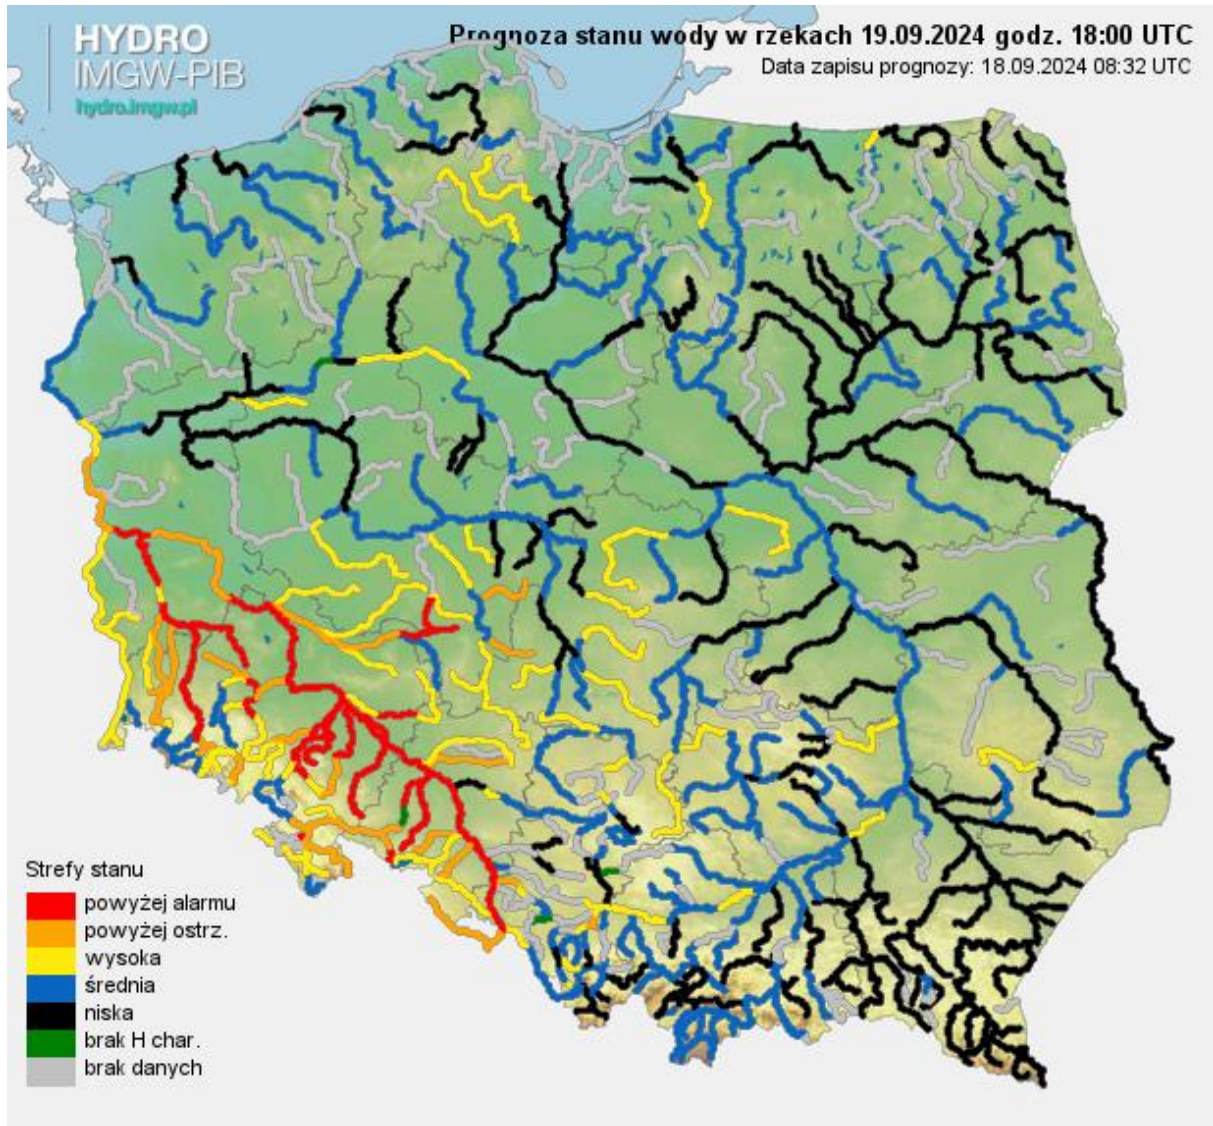 HYDRO
IMGW-PIB
hydro.imgw.pl
Prognoza stanu wody w rzekach 19.09.2024 godz. 18:00 UTC
Data zapisu prognozy: 18.09.2024 08:32 UTC
Strefy stanu
powyżej alarmu
powyżej ostrz.
wysoka
średnia
niska
brak H char.
brak danych